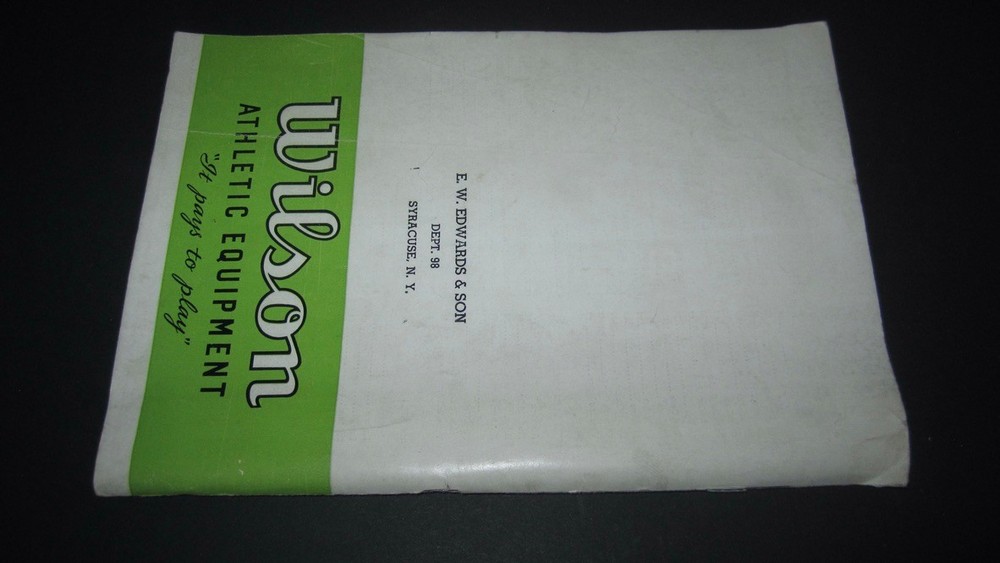 E. W. EDWARDS & SON
DEPT. 98
SYRACUSE, N. Y.
Wilson
ATHLETIC EQUIPMENT
"It pays to play"